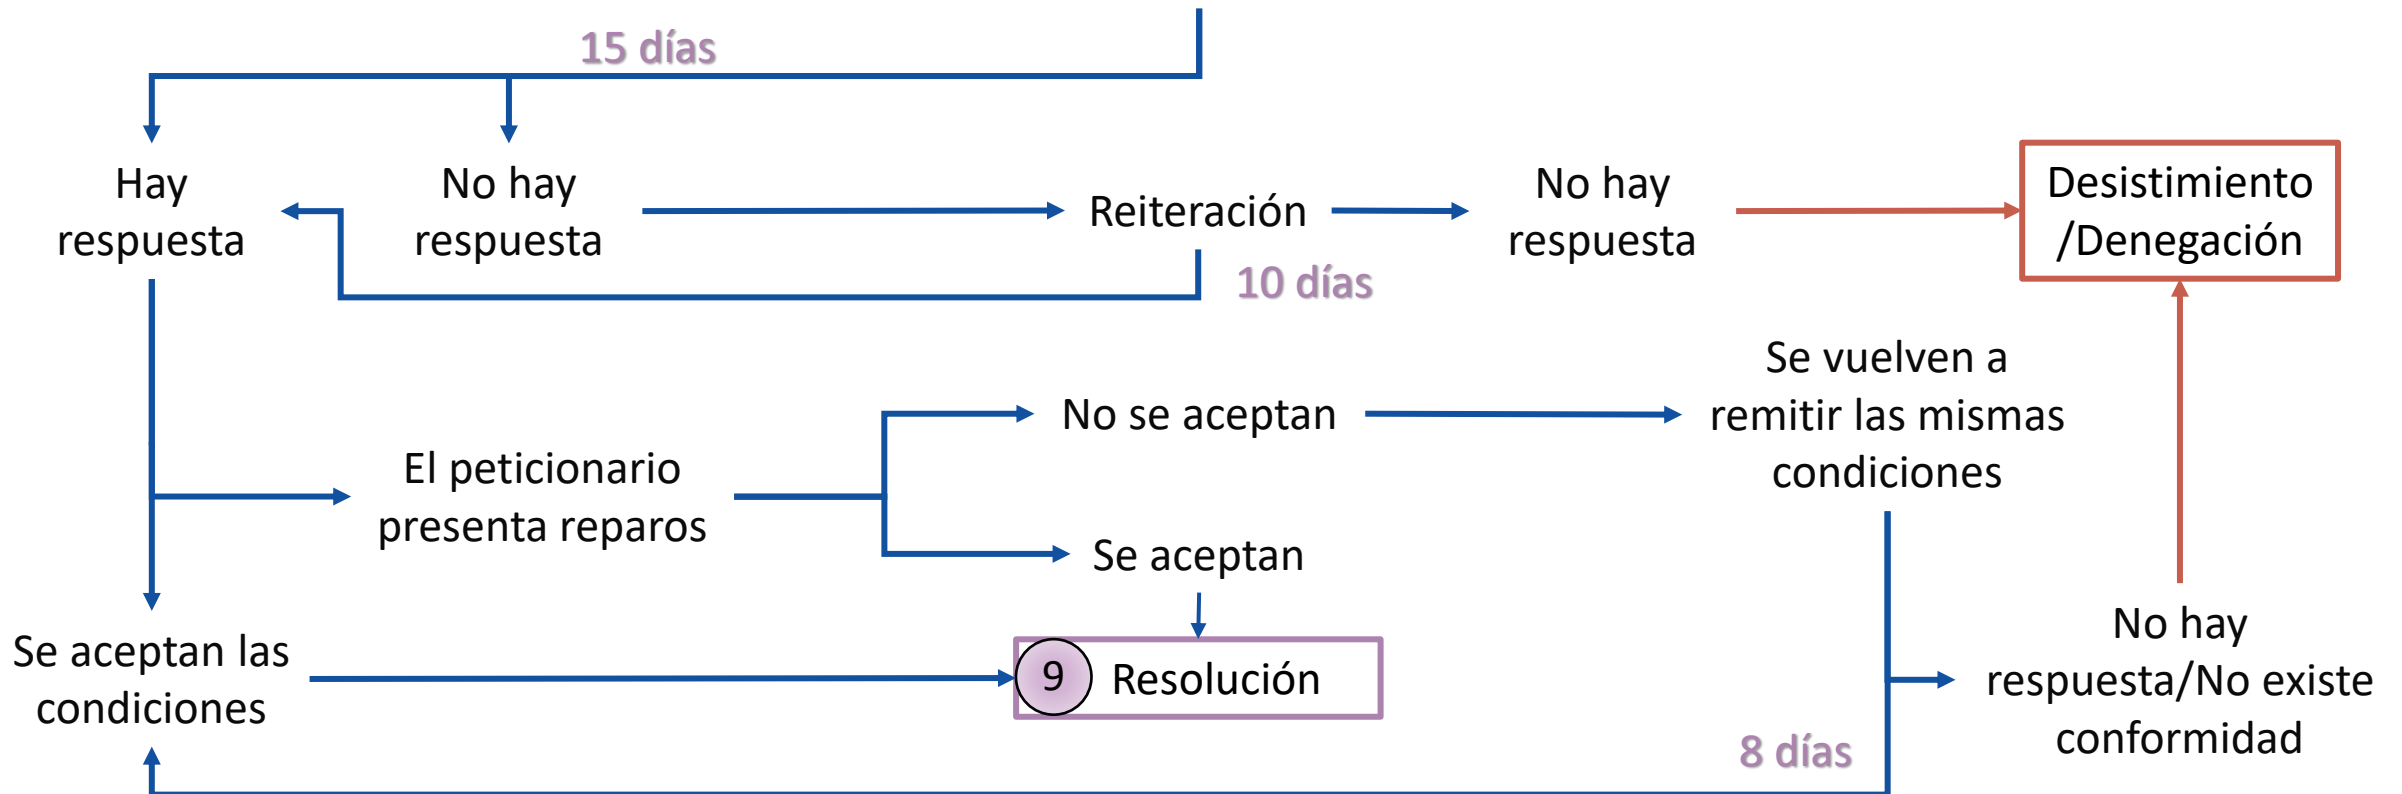 15 días
Hay
respuesta
No hay
respuesta
Reiteración
No hay
respuesta
Desistimiento
/Denegación
10 días
Se vuelven a
remitir las mismas
condiciones
No se aceptan
El peticionario
presenta reparos
Se aceptan
Se aceptan las
condiciones
9 Resolución
No hay
respuesta/No existe
conformidad
8 días